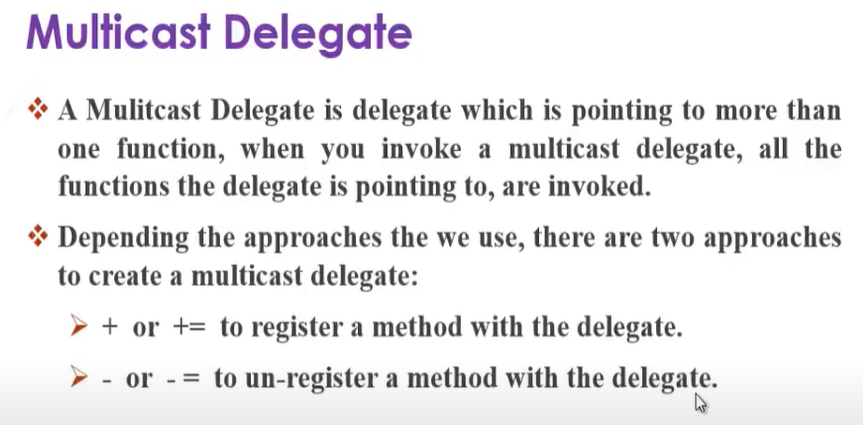 Multicast Delegate
A Mulitcast Delegate is delegate which is pointing to more than
one function, when you invoke a multicast delegate, all the
functions the delegate is pointing to, are invoked.
Depending the approaches the we use, there are two approaches
to create a multicast delegate:
+ or += to register a method with the delegate.
- or -= to un-register a method with the delegate.